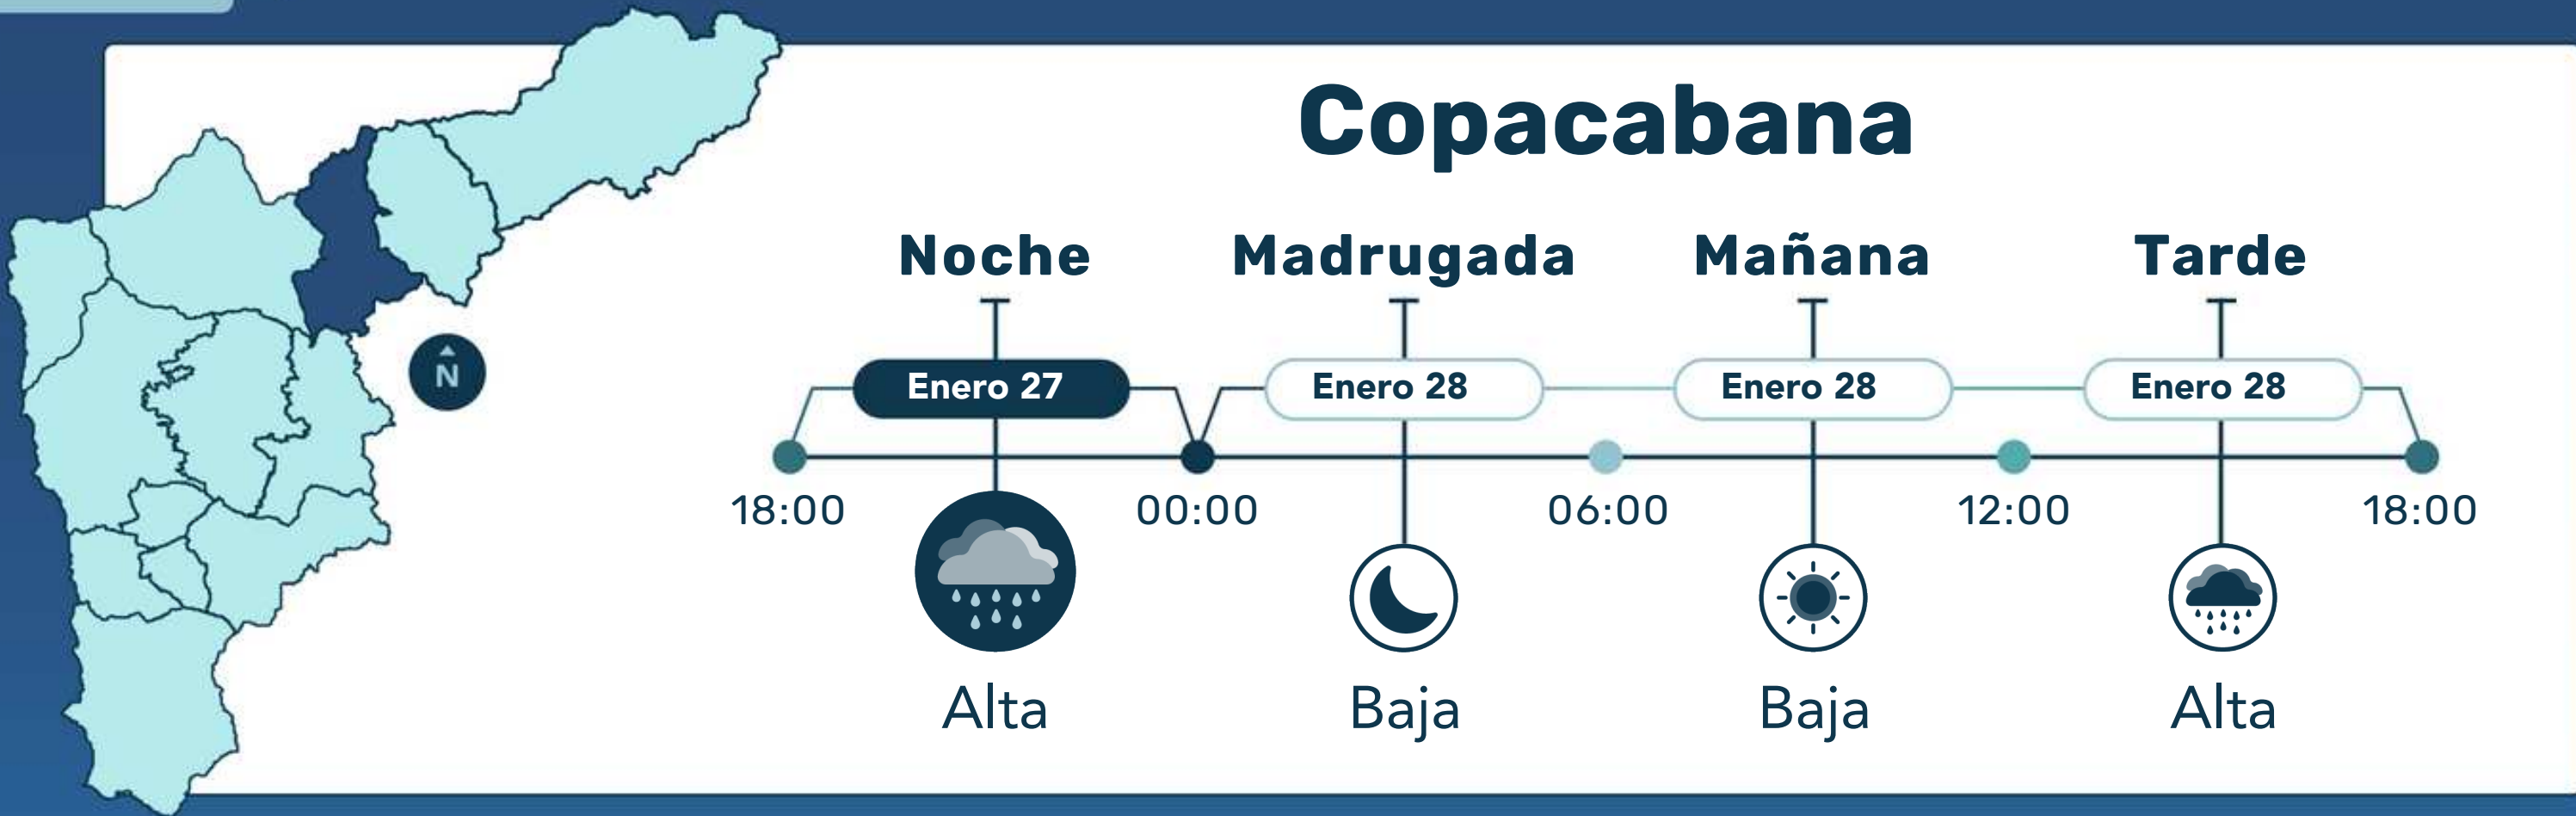 Copacabana
Noche Madrugada Mañana Tarde
Enero 27 Enero 28 Enero 28 Enero 28
18:00 00:00 06:00 12:00 18:00
N
Alta Baja Baja Alta